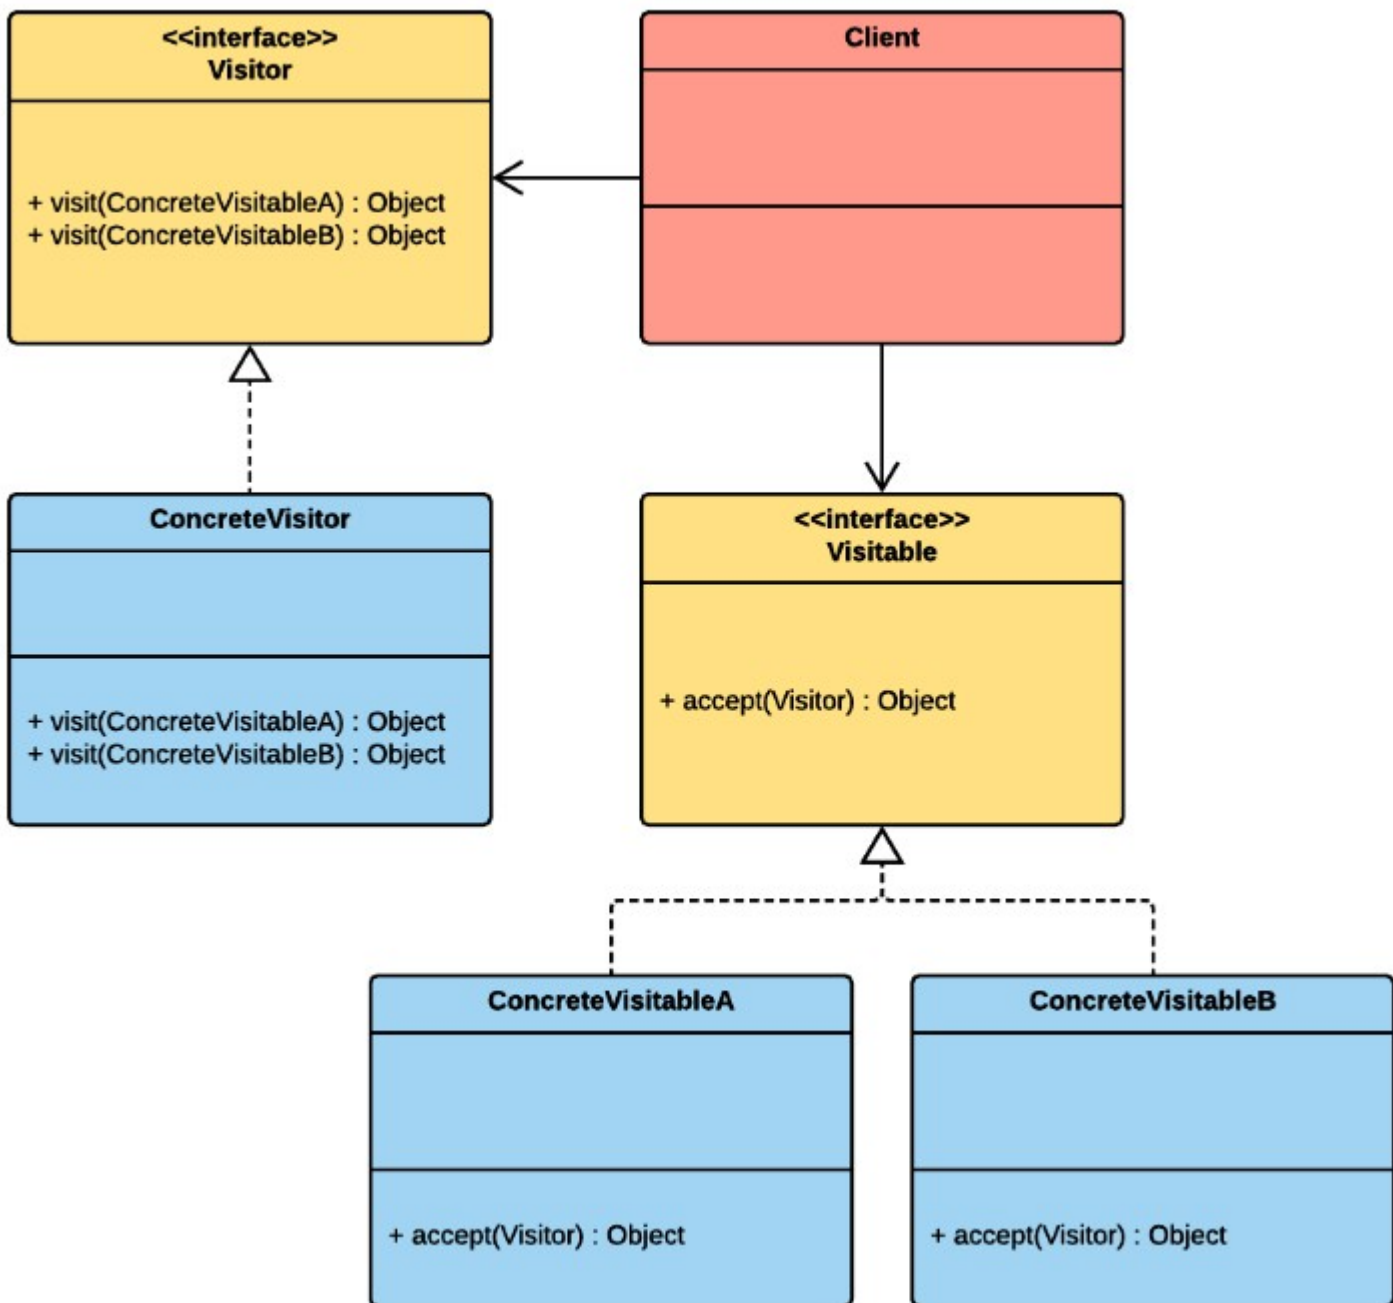 <<interface>>
Visitor
+ visit(ConcreteVisitableA) : Object
+ visit(ConcreteVisitableB) : Object
Client
ConcreteVisitor
+ visit(ConcreteVisitableA) : Object
+ visit(ConcreteVisitableB) : Object
<<interface>>
Visitable
+ accept(Visitor) : Object
ConcreteVisitableA
+ accept(Visitor) : Object
ConcreteVisitableB
+ accept(Visitor) : Object